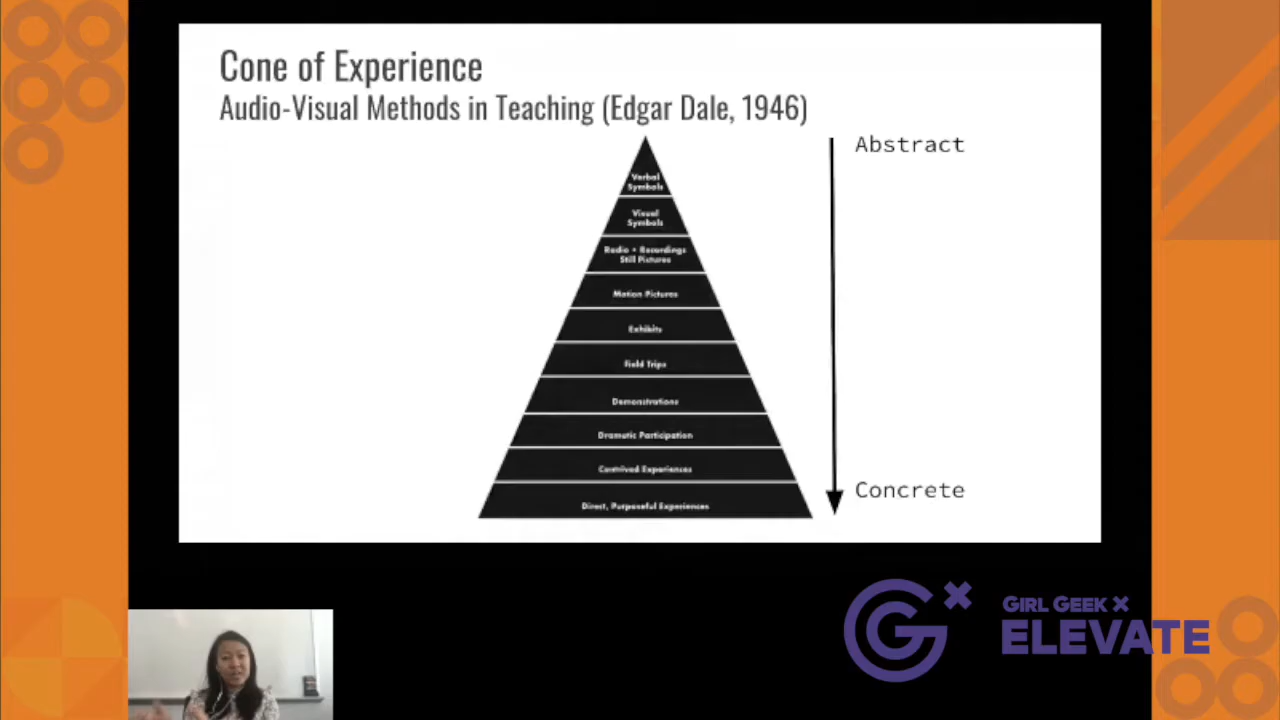 Cone of Experience
Audio-Visual Methods in Teaching (Edgar Dale, 1946)
Abstract
Verbal
Symbols
Visual
Symbols
Radio • Recordings
Still Pictures
Motion Pictures
Exhibits
Field Trips
Demonstrations
Dramatic Participation
Contrived Experiences
Concrete
Direct, Purposeful Experiences
GIRL GEEK X
ELEVATE